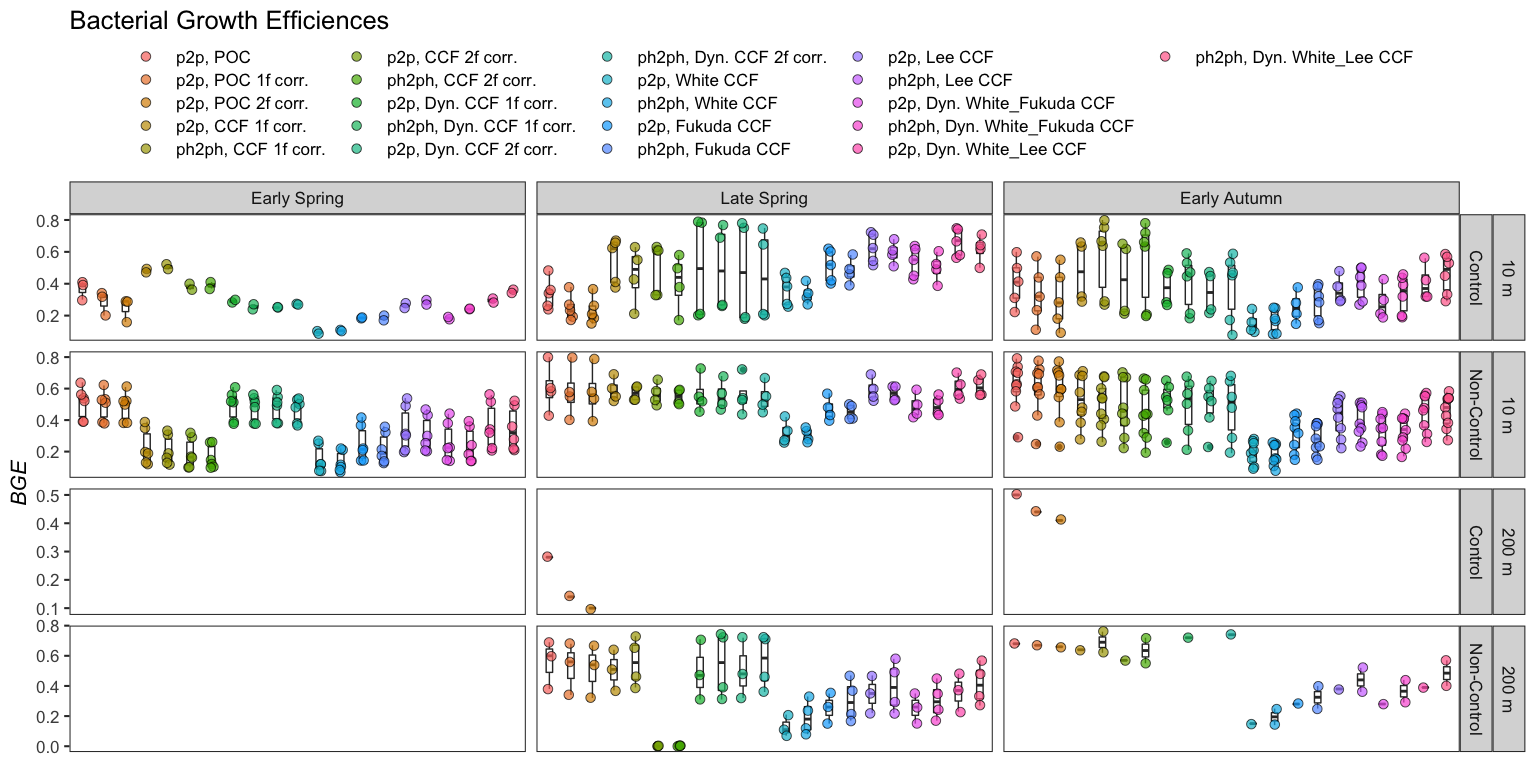 Bacterial Growth Efficiences
p2p, POC
p2p, POC 1f corr.
p2p, POC 2f corr.
p2p, CCF 1f corr.
ph2ph, CCF 1f corr.
p2p, CCF 2f corr.
ph2ph, CCF 2f corr.
p2p, Dyn. CCF 1f corr.
ph2ph, Dyn. CCF 1f corr.
p2p, Dyn. CCF 2f corr.
ph2ph, Dyn. CCF 2f corr.
p2p, White CCF
ph2ph, White CCF
p2p, Fukuda CCF
ph2ph, Fukuda CCF
p2p, Lee CCF
ph2ph, Lee CCF
p2p, Dyn. White_Fukuda CCF
ph2ph, Dyn. White_Fukuda CCF
p2p, Dyn. White_Lee CCF
ph2ph, Dyn. White_Lee CCF
Early Spring
Late Spring
Early Autumn
BGE
0.8
0.6
0.4
0.2
Control
10 m
0.8
0.6
0.4
0.2
Non-Control
10 m
0.5
0.4
0.3
0.2
0.1
Control
200 m
0.8
0.6
0.4
0.2
0.0
Non-Control
200 m